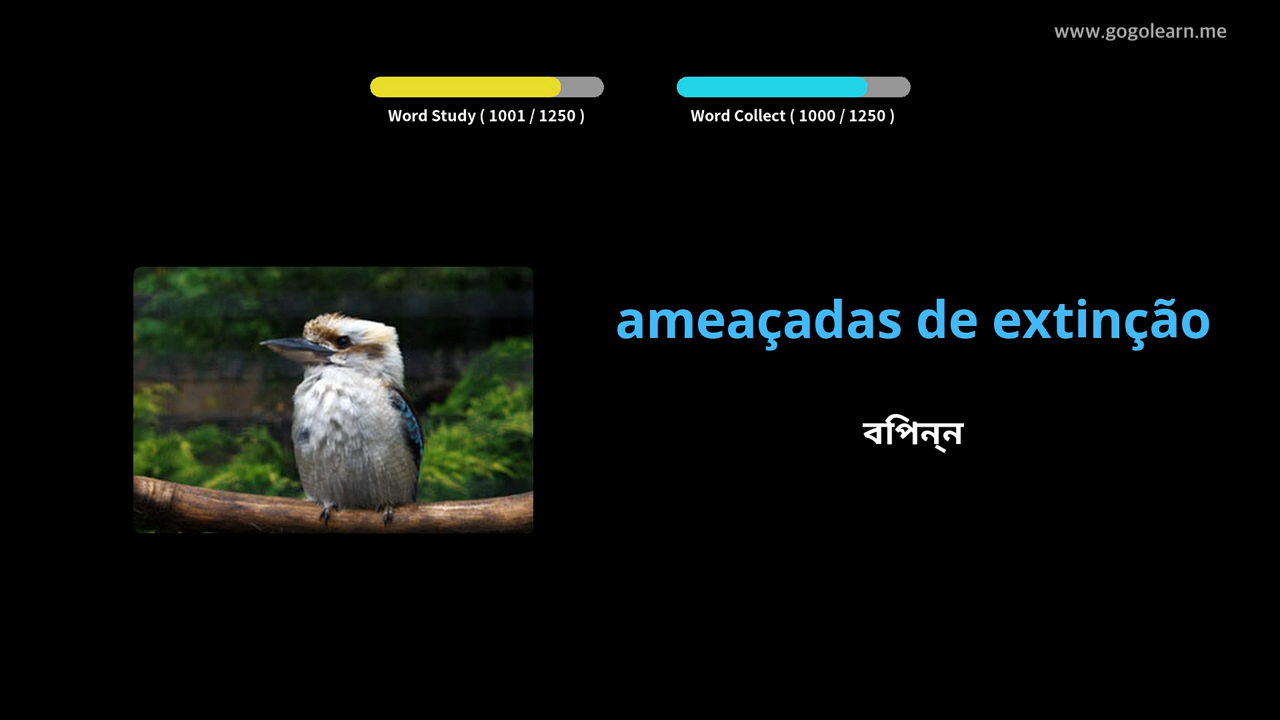 www.gogolearn.me
Word Study ( 1001 / 1250 )
Word Collect ( 1000 / 1250 )
ameaçadas de extinção
বপিন্‌ন